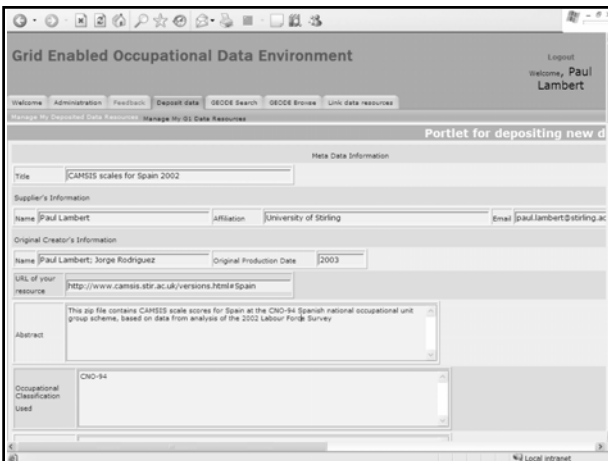 Grid Enabled Occupational Data Environment
Logout
Welcome, Paul Lambert
Welcome Administration Feedback Deposit data GEODE Search GEODE Browse Link data resources
Manage My Deposited Data Resources Manage My G1 Data Resources
Portlet for depositing new d
Meta Data Information
Title CAMSIS scales for Spain 2002
Supplier's Information
Name Paul Lambert Affiliation University of Stirling Email paul.lambert@stirling.ac
Original Creator's Information
Name Paul Lambert; Jorge Rodriguez Original Production Date 2003
URL of your resource http://www.camsis.stir.ac.uk/versions.html#Spain
Abstract
This zip file contains CAMSIS scale scores for Spain at the CNO-94 Spanish national occupational unit
group scheme, based on data from analysis of the 2002 Labour Force Survey
Occupational Classification Used
CNO-94
Local intranet